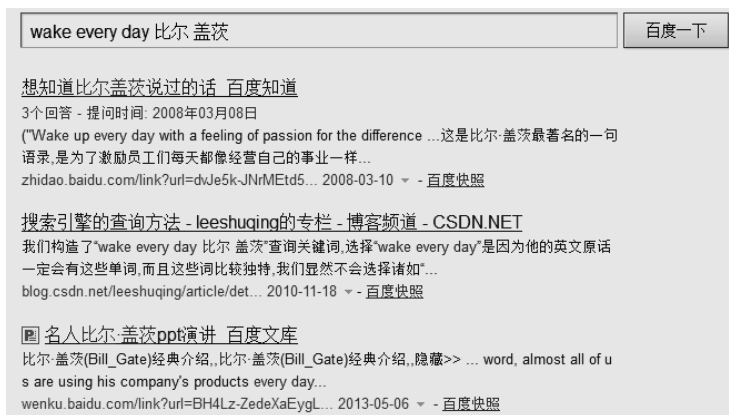 wake every day 比尔 盖茨
百度一下
想知道比尔盖茨说过的话_百度知道
3个回答 - 提问时间: 2008年03月08日
("Wake up every day with a feeling of passion for the difference ...这是比尔·盖茨最著名的一句
语录,是为了激励员工们每天都像经营自己的事业一样...
zhidao.baidu.com/link?url=dvJe5k-JNrMEtd5... 2008-03-10 - 百度快照
搜索引擎的查询方法 - leeshuqing的专栏 - 博客频道 - CSDN.NET
我们构造了“wake every day 比尔 盖茨”查询关键词,选择“wake every day”是因为他的英文原话
一定会有这些单词,而且这些词比较独特,我们显然不会选择诸如“...
blog.csdn.net/leeshuqing/article/det... 2010-11-18 - 百度快照
P 名人比尔·盖茨ppt演讲_百度文库
比尔·盖茨(Bill_Gate)经典介绍,,比尔·盖茨(Bill_Gate)经典介绍,,隐藏>> ... word, almost all of u
s are using his company's products every day...
wenku.baidu.com/link?url=BH4Lz-ZedeXaEygL... 2013-05-06 - 百度快照